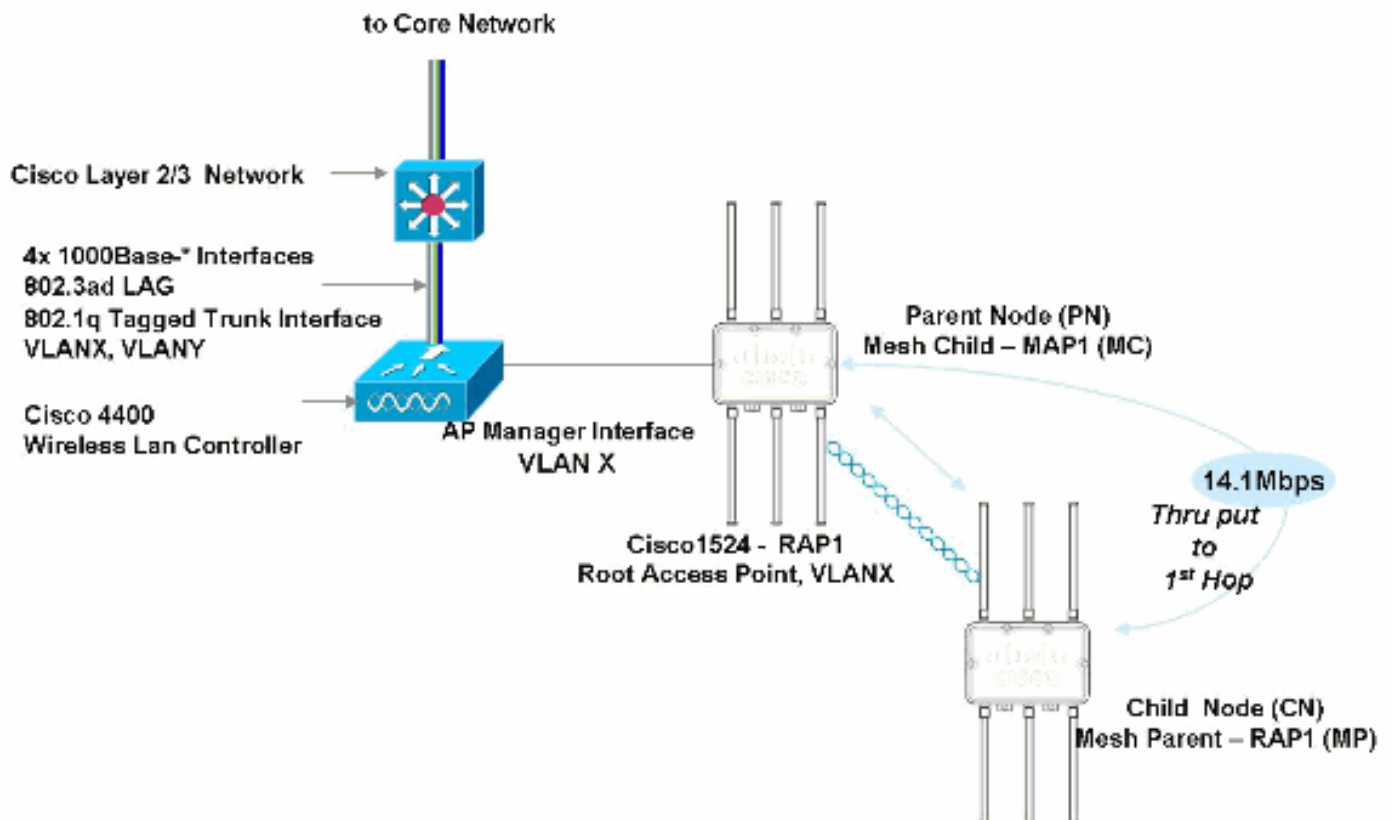 to Core Network
Cisco Layer 2/3 Network
4x 1000Base-* Interfaces
802.3ad LAG
802.1q Tagged Trunk Interface
VLANX, VLANY
Cisco 4400
Wireless Lan Controller
AP Manager Interface
VLAN X
Parent Node (PN)
Mesh Child – MAP1 (MC)
14.1Mbps
Thru put
to
1st Hop
Cisco1524 - RAP1
Root Access Point, VLANX
Child Node (CN)
Mesh Parent – RAP1 (MP)